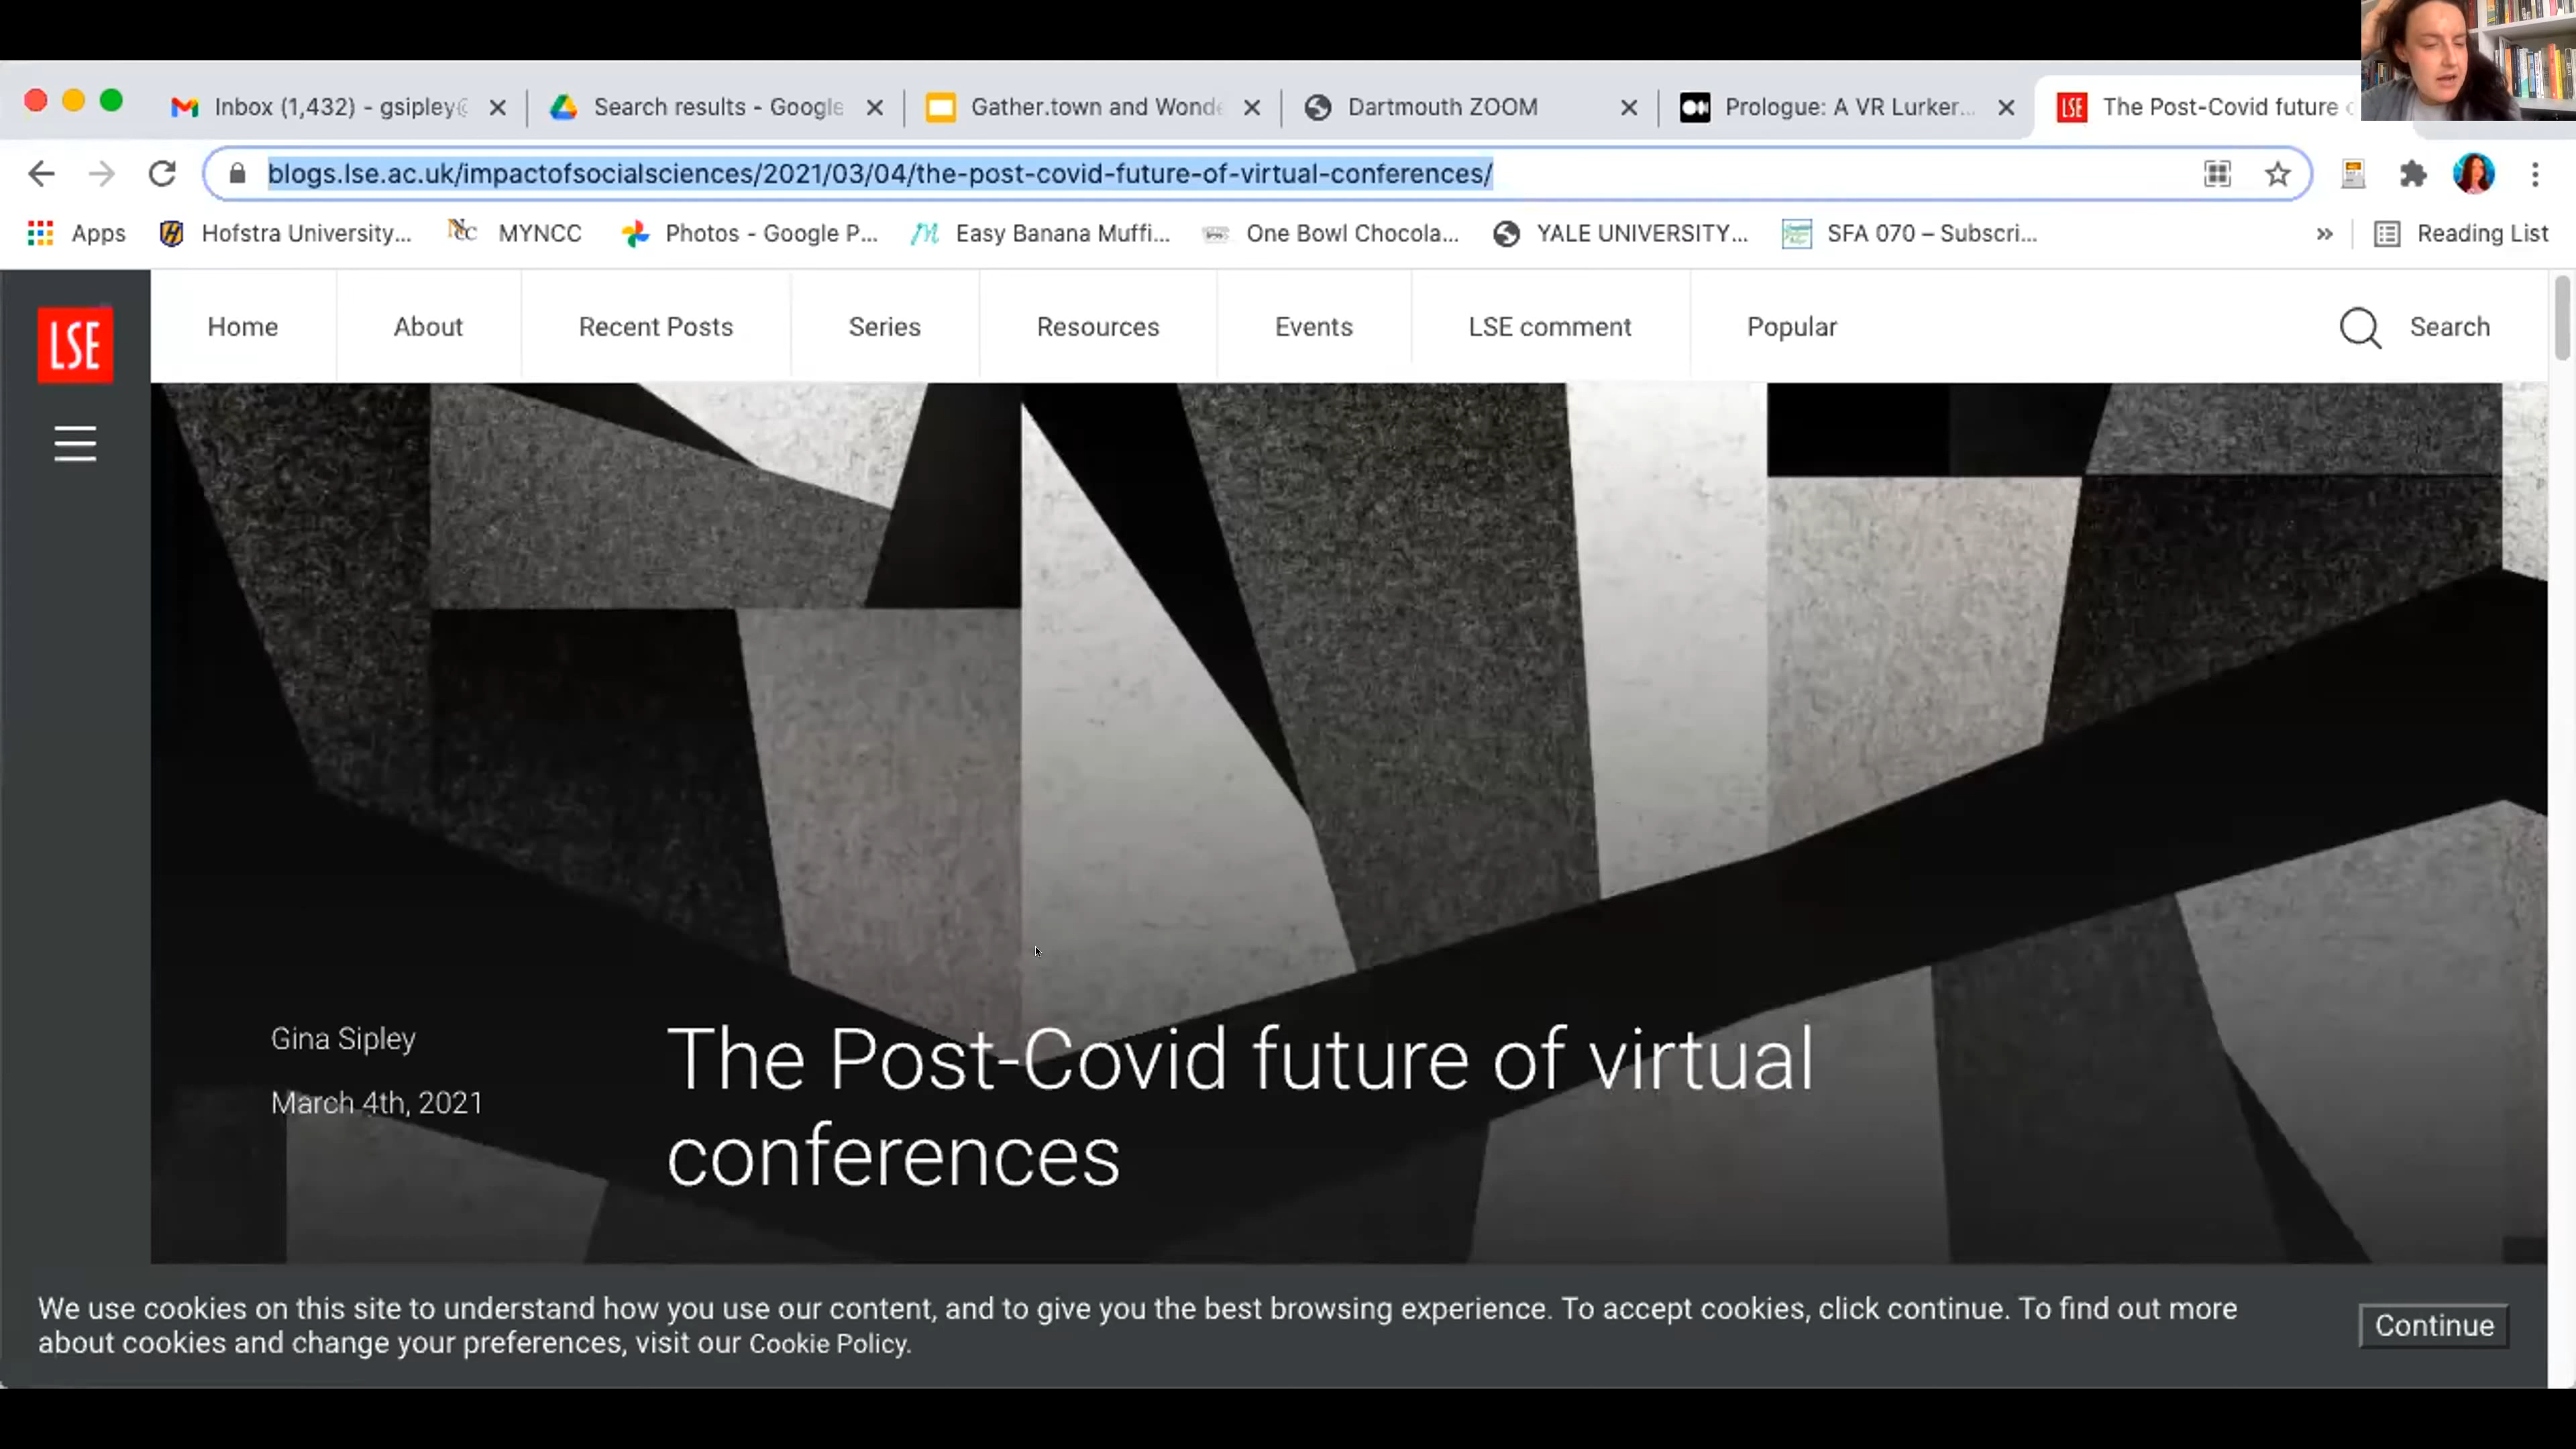 Inbox (1,432) - gsipley@
Search results - Google
Gather.town and Wonde
Dartmouth ZOOM
Prologue: A VR Lurker...
LSE
The Post-Covid future
blogs.lse.ac.uk/impactofsocialsciences/2021/03/04/the-post-covid-future-of-virtual-conferences/
Apps
Hofstra University...
MYNCC
Photos - Google P...
Easy Banana Muffi...
One Bowl Chocola...
YALE UNIVERSITY...
SFA 070 – Subscri...
»
Reading List
LSE
Home
About
Recent Posts
Series
Resources
Events
LSE comment
Popular
Search
Gina Sipley
March 4th, 2021
The Post-Covid future of virtual
conferences
We use cookies on this site to understand how you use our content, and to give you the best browsing experience. To accept cookies, click continue. To find out more
about cookies and change your preferences, visit our Cookie Policy.
Continue